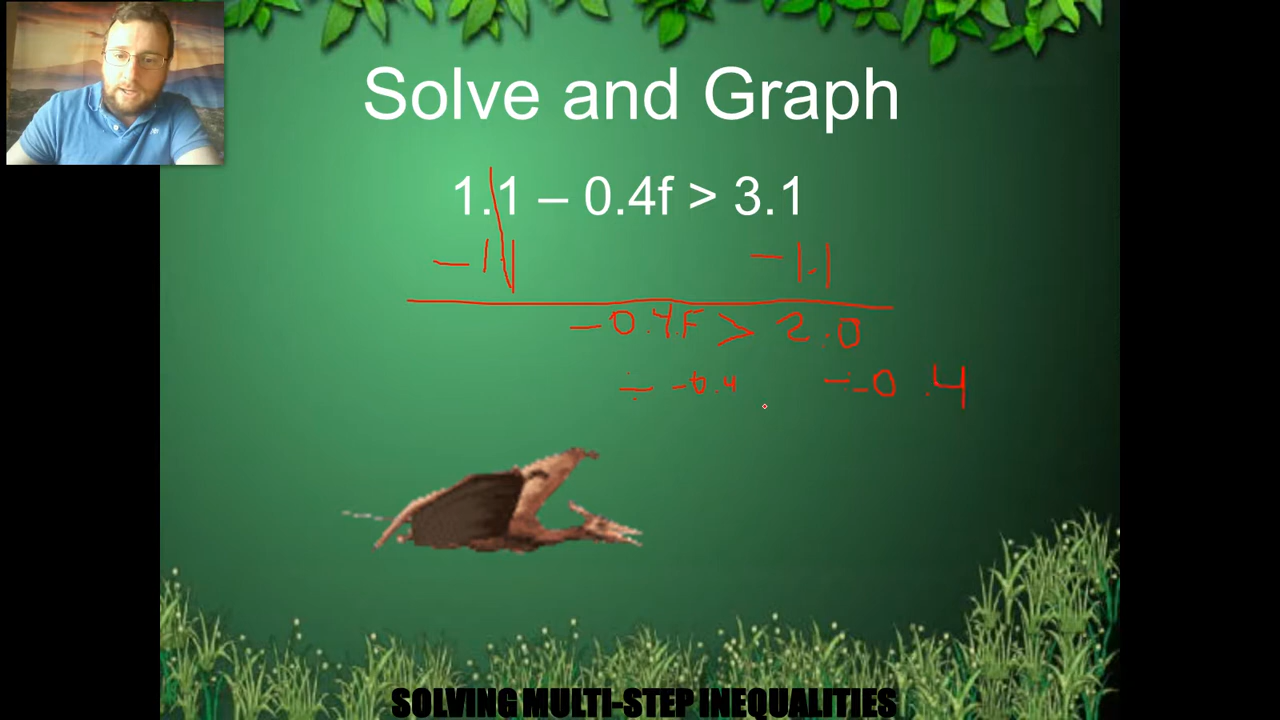 Solve and Graph
1.1 – 0.4f > 3.1
– 1.1 – 1.1
–0.4F > 2.0
÷ -0.4 ÷-0.4
SOLVING MULTI-STEP INEQUALITIES